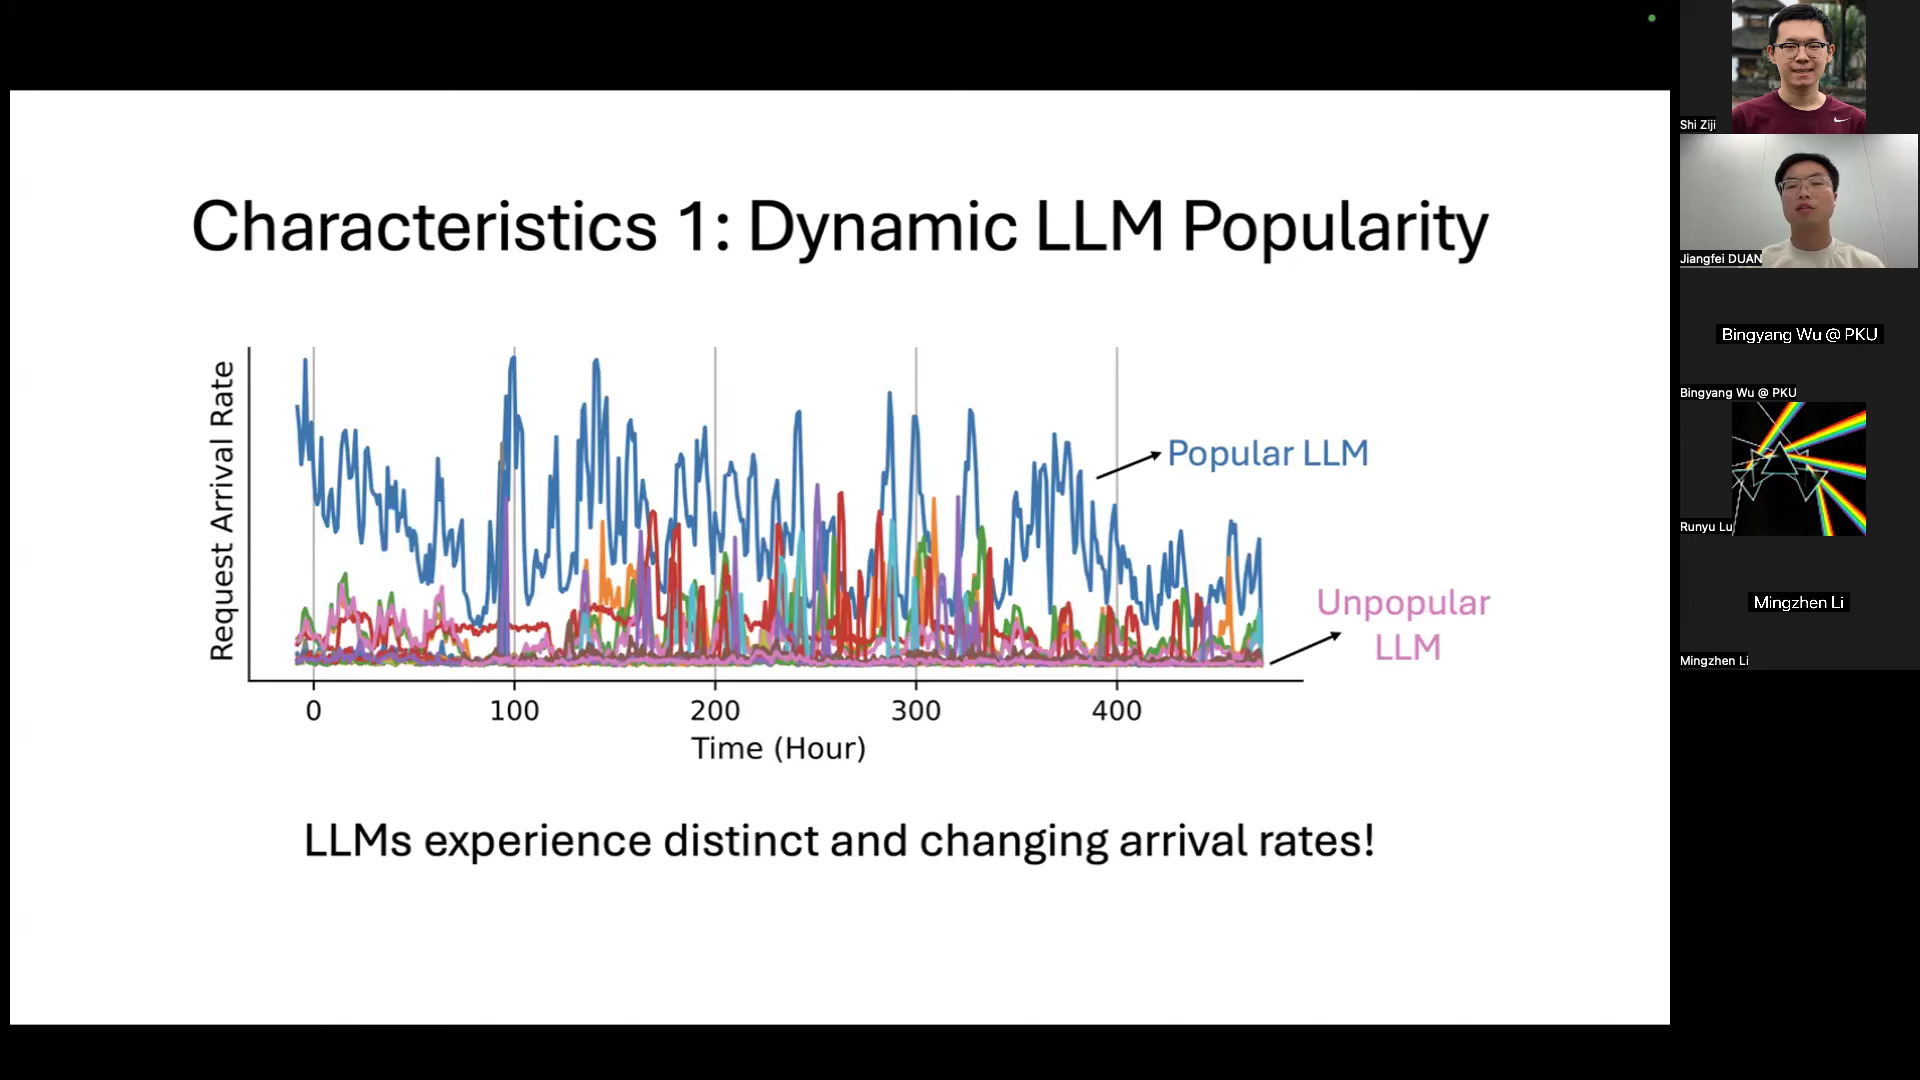 Characteristics 1: Dynamic LLM Popularity
Request Arrival Rate
Popular LLM
Unpopular
LLM
0 100 200 300 400
Time (Hour)
LLMs experience distinct and changing arrival rates!
Shi Ziji
Jiangfei DUAN
Bingyang Wu @ PKU
Bingyang Wu @ PKU
Runyu Lu
Mingzhen Li
Mingzhen Li